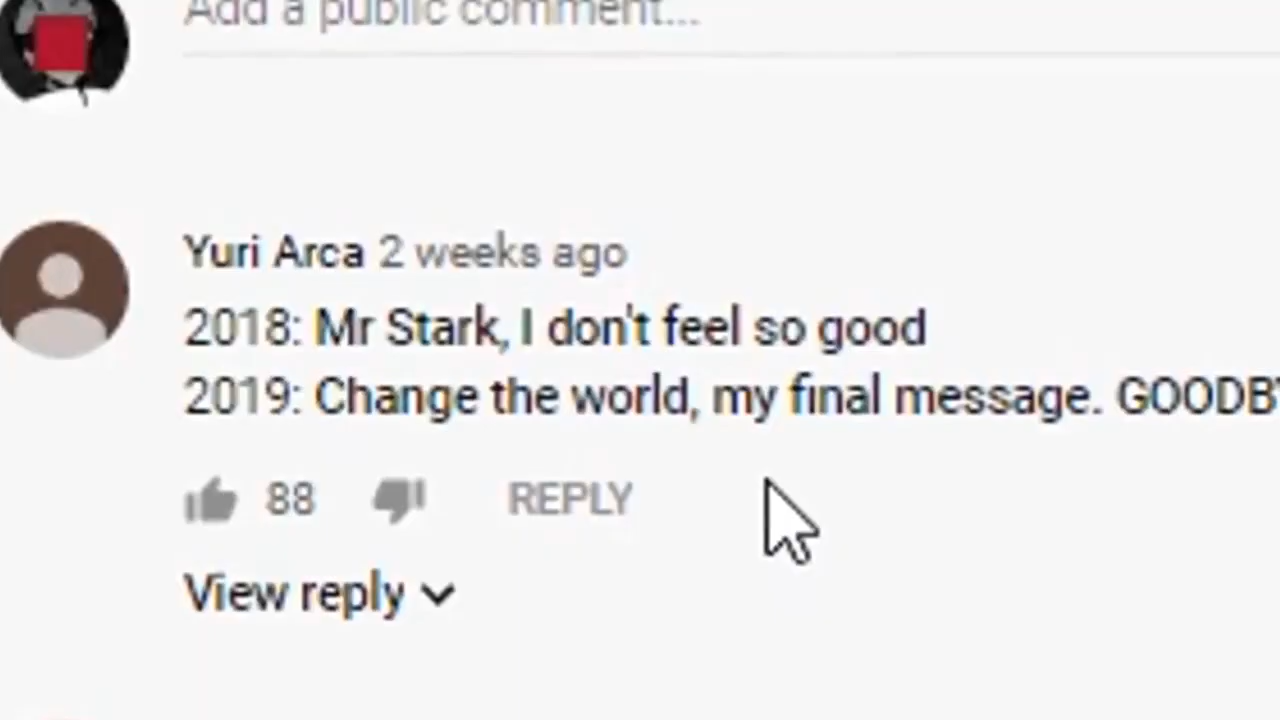 Add a public comment...
Yuri Arca 2 weeks ago
2018: Mr Stark, I don't feel so good
2019: Change the world, my final message. GOODBY
88 REPLY
View reply